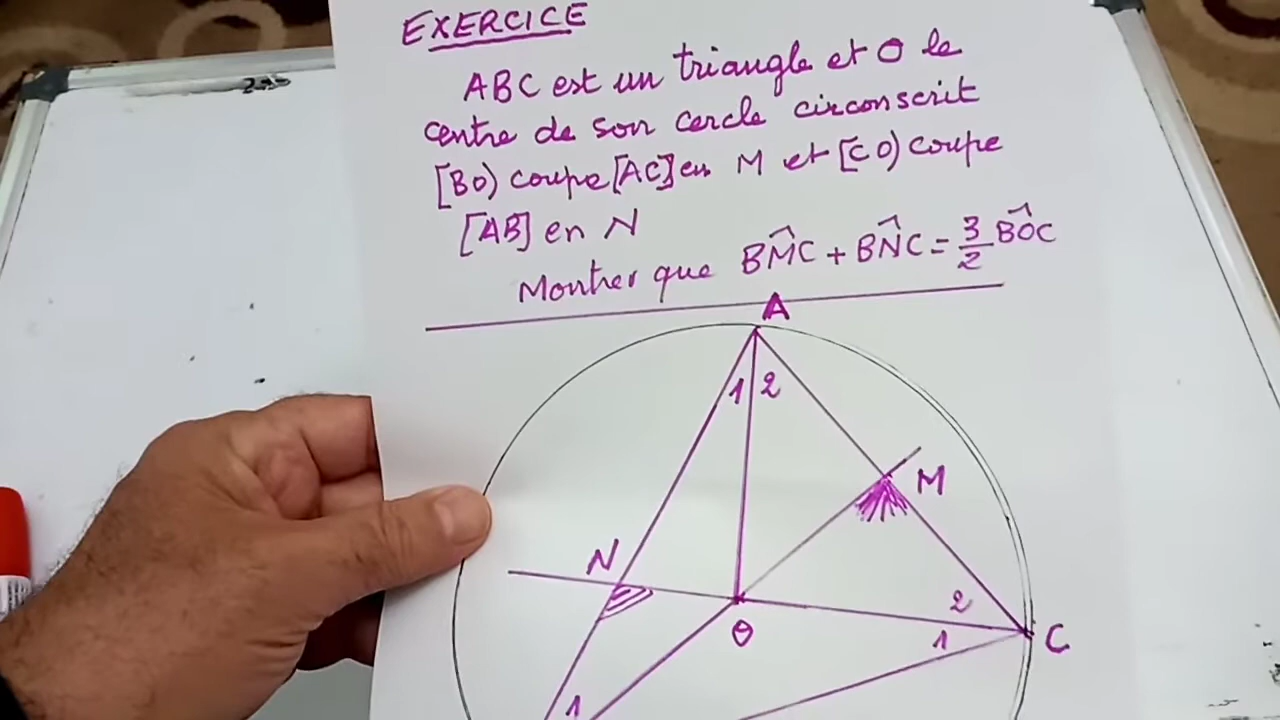 EXERCICE
ABC est un triangle et O le
centre de son cercle circonscrit
[BO) coupe [AC] en M et [CO) coupe
[AB] en N
Montrer que BM̂C + BN̂C = 3/2 BÔC
A
1 2
M
N
2
O
1
C
1